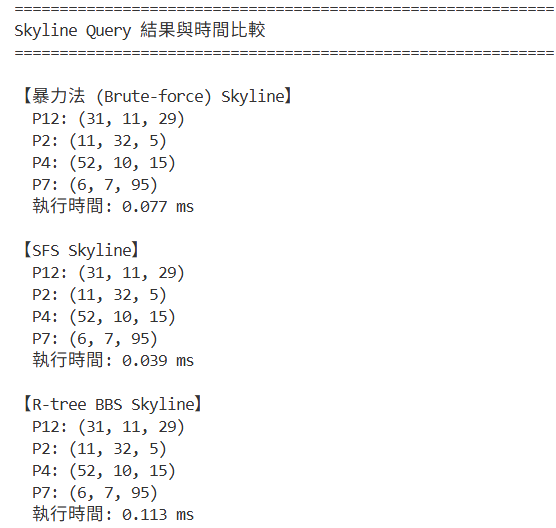 ============================================================
Skyline Query 結果與時間比較
============================================================
【暴力法 (Brute-force) Skyline】
P12: (31, 11, 29)
P2: (11, 32, 5)
P4: (52, 10, 15)
P7: (6, 7, 95)
執行時間: 0.077 ms
【SFS Skyline】
P12: (31, 11, 29)
P2: (11, 32, 5)
P4: (52, 10, 15)
P7: (6, 7, 95)
執行時間: 0.039 ms
【R-tree BBS Skyline】
P12: (31, 11, 29)
P2: (11, 32, 5)
P4: (52, 10, 15)
P7: (6, 7, 95)
執行時間: 0.113 ms